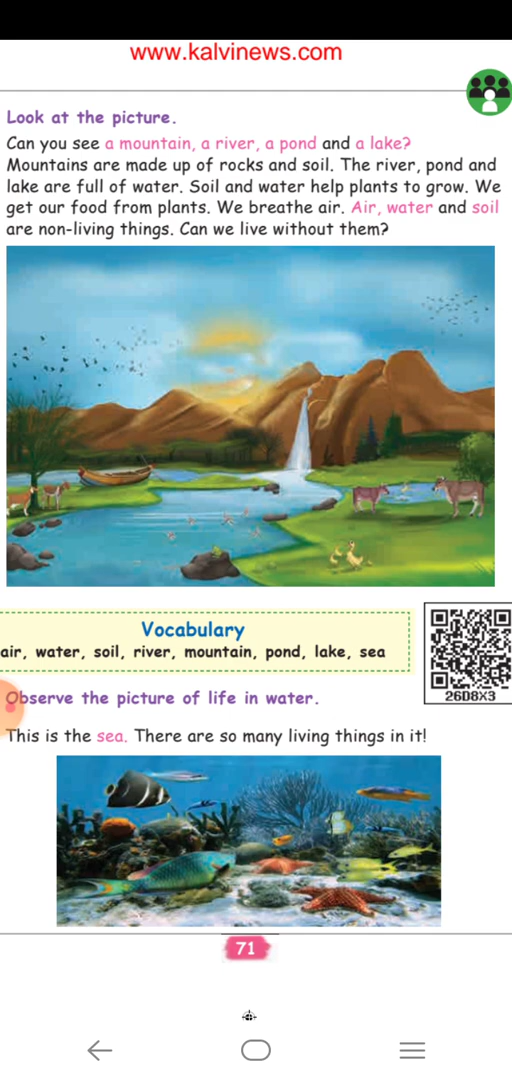 www.kalvinews.com
Look at the picture.
Can you see a mountain, a river, a pond and a lake?
Mountains are made up of rocks and soil. The river, pond and
lake are full of water. Soil and water help plants to grow. We
get our food from plants. We breathe air. Air, water and soil
are non-living things. Can we live without them?
Vocabulary
air, water, soil, river, mountain, pond, lake, sea
26D8X3
Observe the picture of life in water.
This is the sea. There are so many living things in it!
71